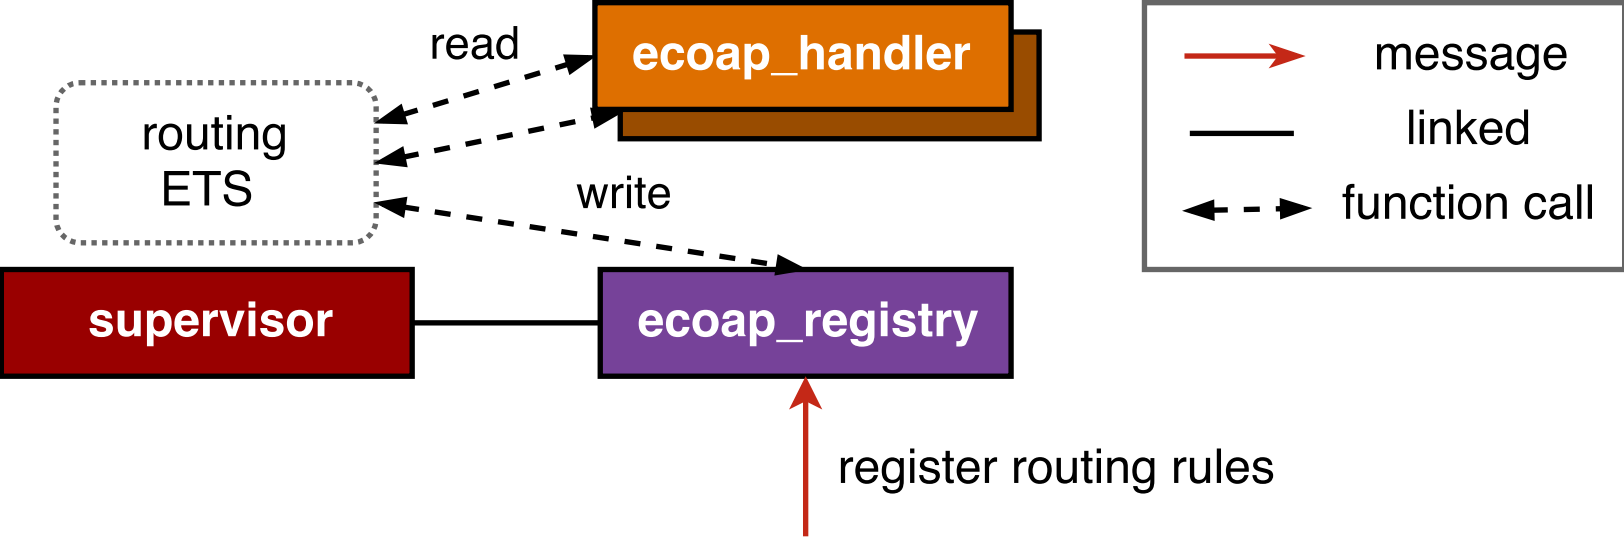 read
ecoap_handler
routing
ETS
write
supervisor
ecoap_registry
register routing rules
message
linked
function call